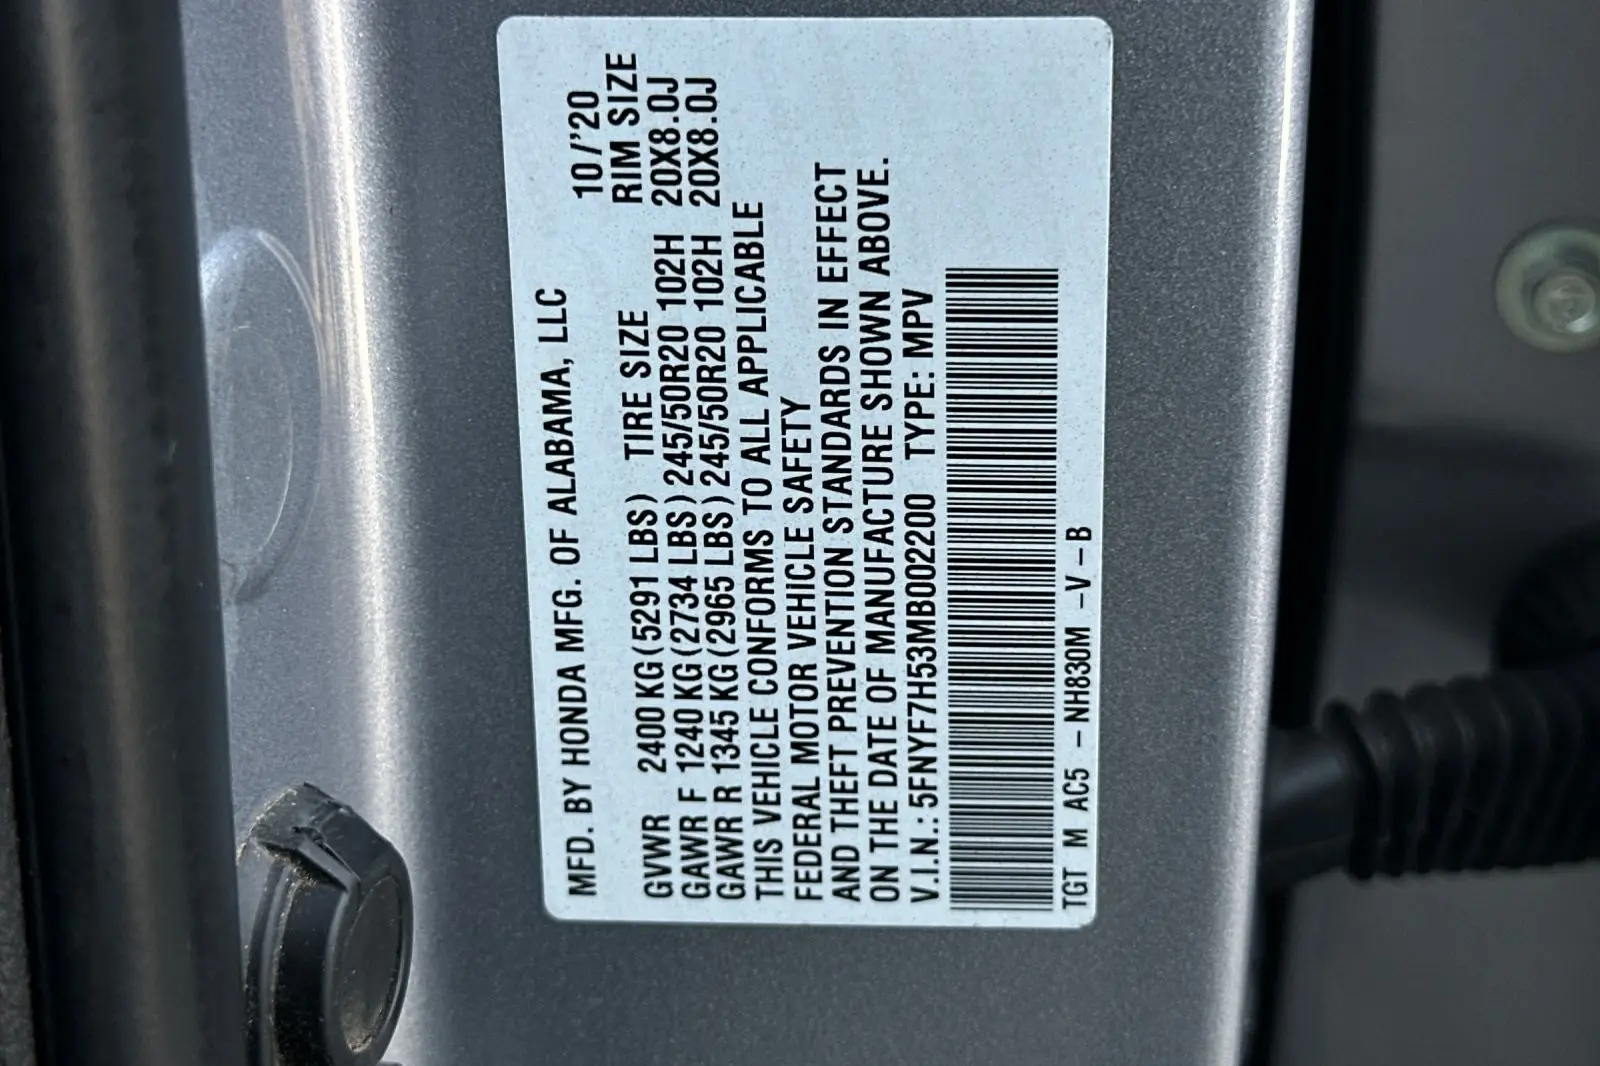 MFD. BY HONDA MFG. OF ALABAMA, LLC 10/'20
GVWR 2400 KG (5291 LBS) TIRE SIZE RIM SIZE
GAWR F 1240 KG (2734 LBS) 245/50R20 102H 20X8.0J
GAWR R 1345 KG (2965 LBS) 245/50R20 102H 20X8.0J
THIS VEHICLE CONFORMS TO ALL APPLICABLE
FEDERAL MOTOR VEHICLE SAFETY
AND THEFT PREVENTION STANDARDS IN EFFECT
ON THE DATE OF MANUFACTURE SHOWN ABOVE.
V.I.N.: 5FNYF7H53MB002200 TYPE: MPV
TGT M AC5 - NH830M -V-B